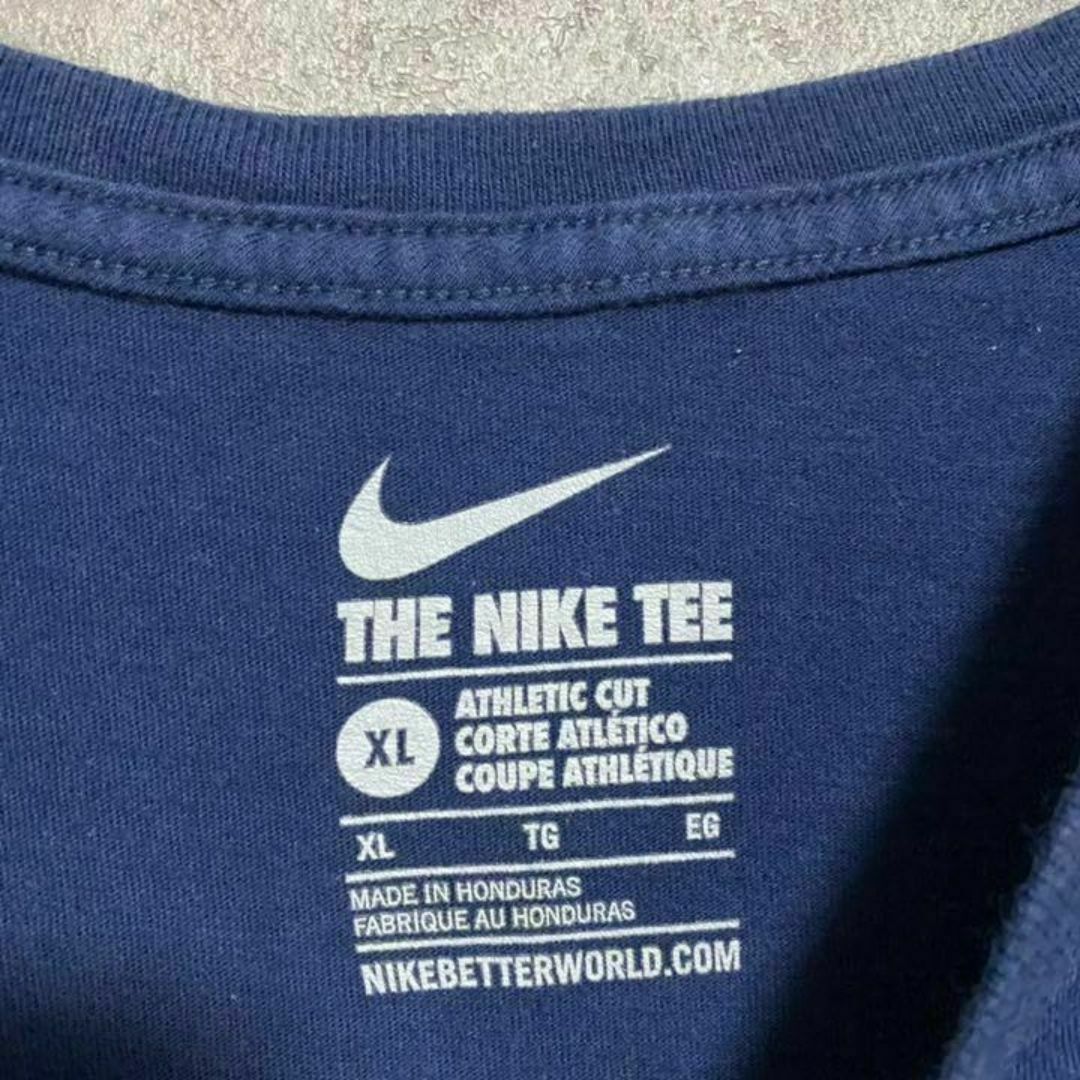 THE NIKE TEE
XL
ATHLETIC CUT
CORTE ATLÉTICO
COUPE ATHLÉTIQUE
XL TG EG
MADE IN HONDURAS
FABRIQUE AU HONDURAS
NIKEBETTERWORLD.COM